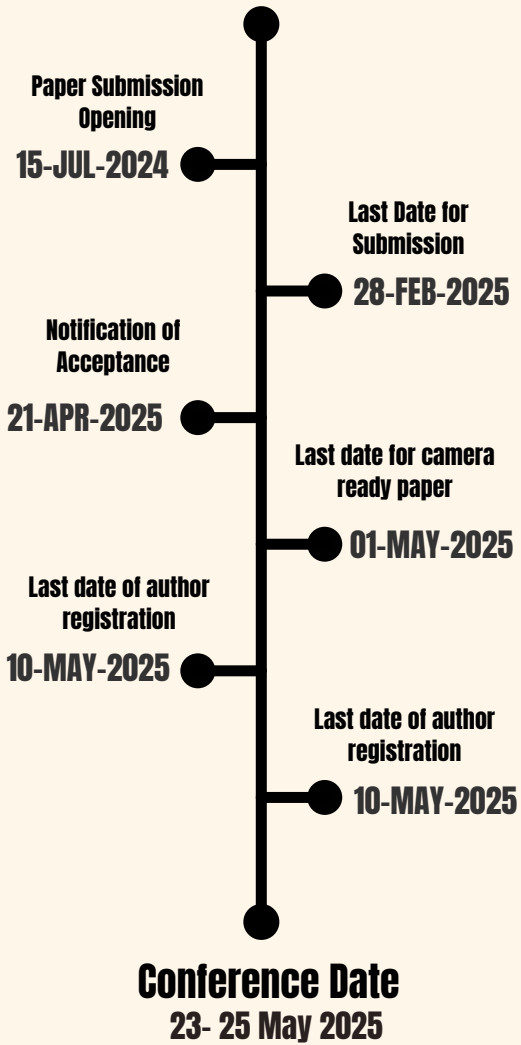 Paper Submission
Opening
15-JUL-2024
Last Date for
Submission
28-FEB-2025
Notification of
Acceptance
21-APR-2025
Last date for camera
ready paper
01-MAY-2025
Last date of author
registration
10-MAY-2025
Last date of author
registration
10-MAY-2025
Conference Date
23- 25 May 2025